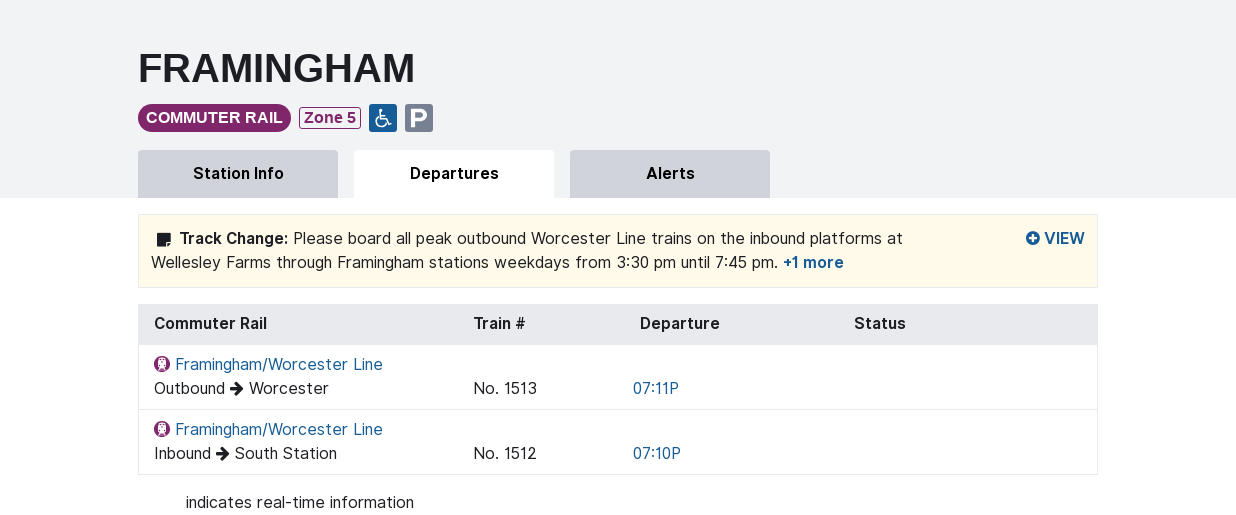 FRAMINGHAM
COMMUTER RAIL Zone 5 P
Station Info Departures Alerts
Track Change: Please board all peak outbound Worcester Line trains on the inbound platforms at VIEW
Wellesley Farms through Framingham stations weekdays from 3:30 pm until 7:45 pm. +1 more
Commuter Rail Train # Departure Status
Framingham/Worcester Line
Outbound → Worcester No. 1513 07:11P
Framingham/Worcester Line
Inbound → South Station No. 1512 07:10P
indicates real-time information